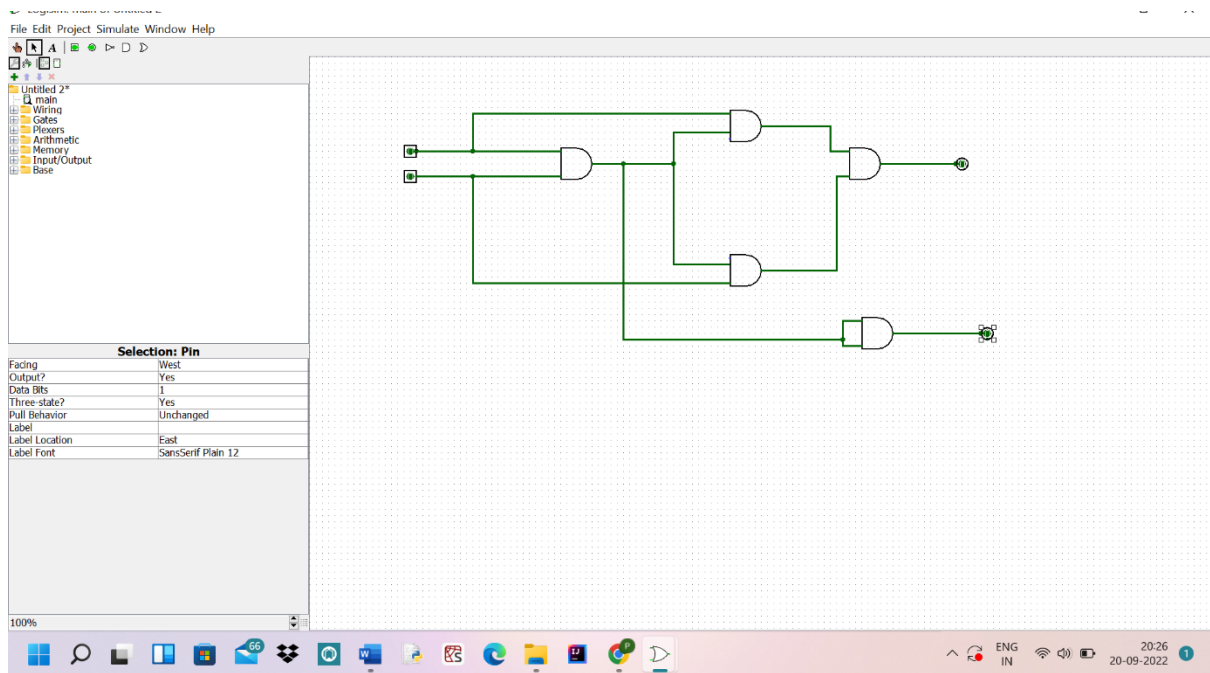 File Edit Project Simulate Window Help
A
Untitled 2*
main
Wiring
Gates
Plexers
Arithmetic
Memory
Input/Output
Base
Selection: Pin
Facing West
Output? Yes
Data Bits 1
Three-state? Yes
Pull Behavior Unchanged
Label
Label Location East
Label Font SansSerif Plain 12
100%
66
W
IJ
P
ENG
IN
20:26
20-09-2022
1